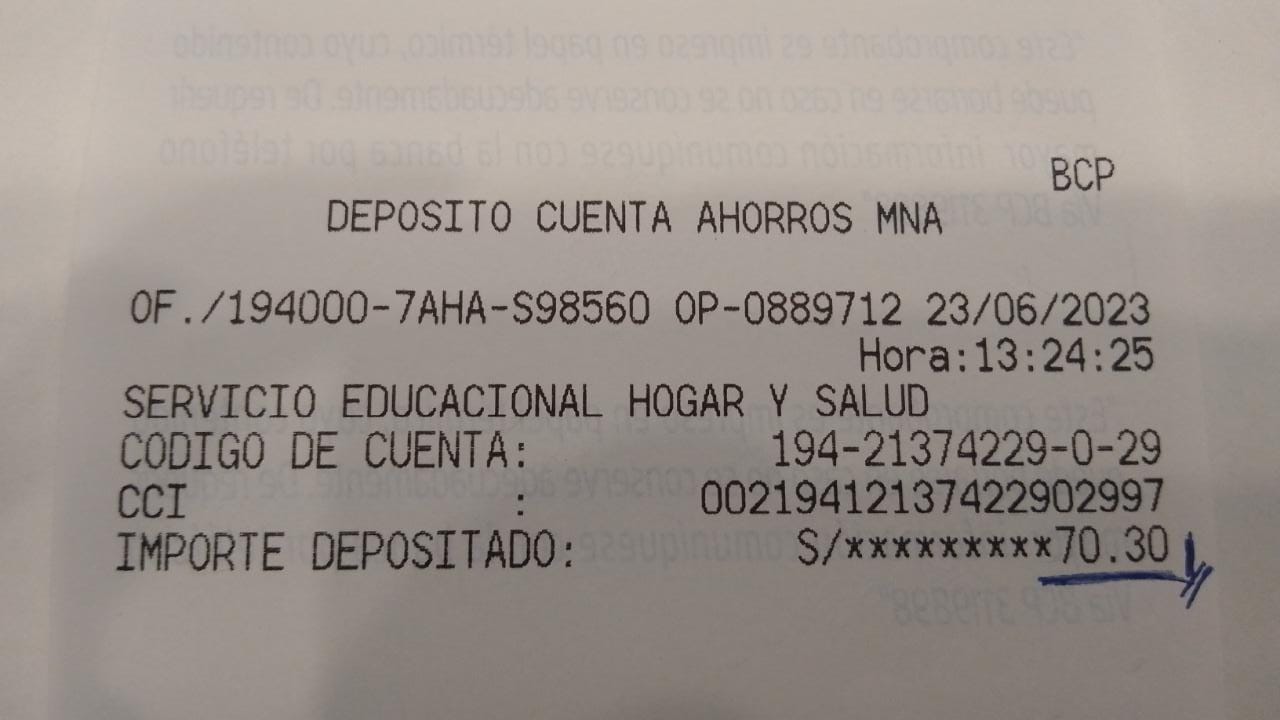 BCP
DEPOSITO CUENTA AHORROS MNA
OF./194000-7AHA-S98560 OP-0889712 23/06/2023
Hora:13:24:25
SERVICIO EDUCACIONAL HOGAR Y SALUD
CODIGO DE CUENTA: 194-21374229-0-29
CCI : 00219412137422902997
IMPORTE DEPOSITADO: S/*********70.30